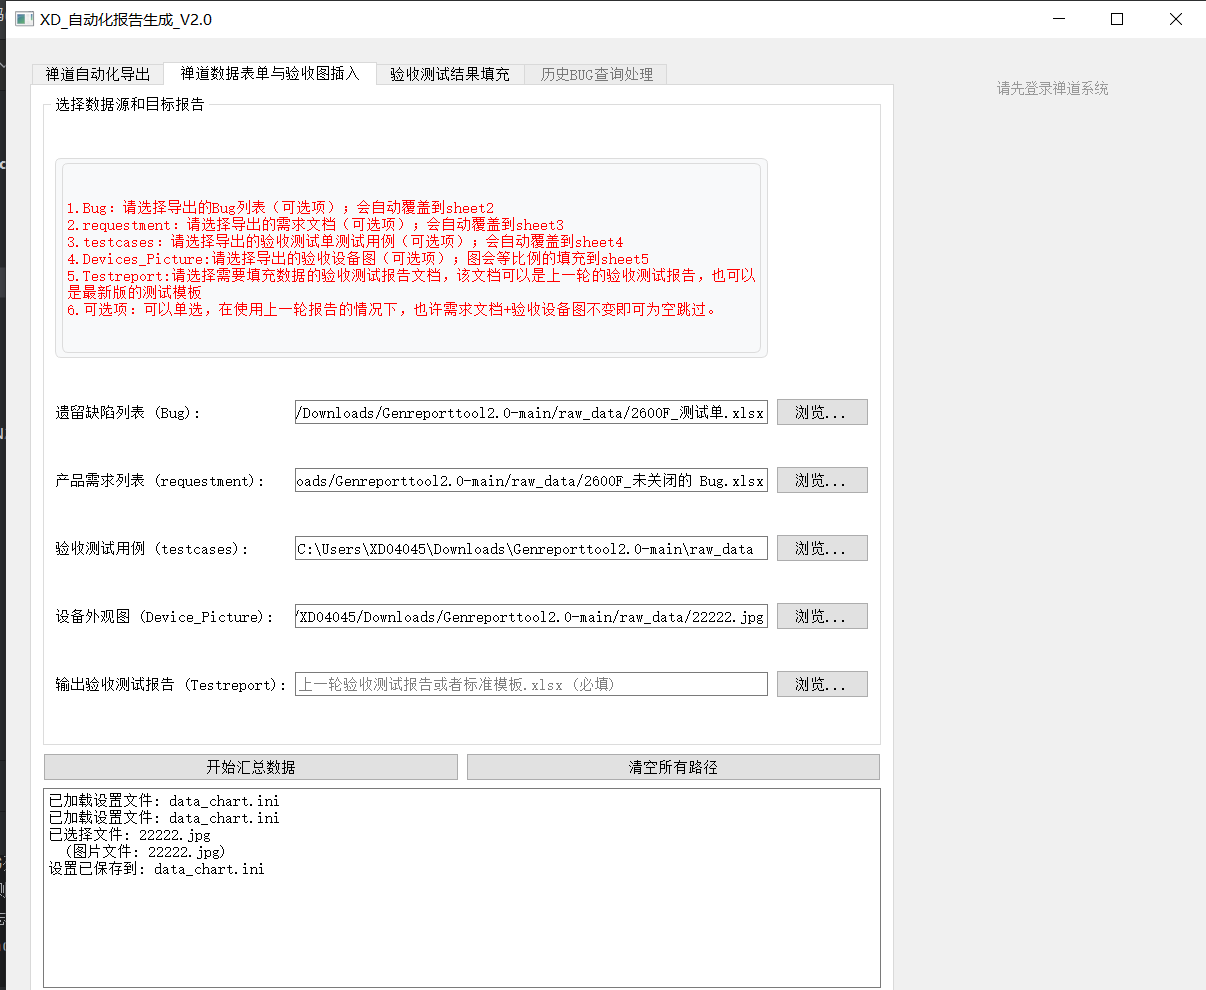 XD_自动化报告生成_V2.0
禅道自动化导出
禅道数据表单与验收图插入
验收测试结果填充
历史BUG查询处理
请先登录禅道系统
选择数据源和目标报告
1.Bug：请选择导出的Bug列表（可选项）；会自动覆盖到sheet2
2.requestment：请选择导出的需求文档（可选项）；会自动覆盖到sheet3
3.testcases：请选择导出的验收测试单测试用例（可选项）；会自动覆盖到sheet4
4.Devices_Picture:请选择导出的验收设备图（可选项）；图会等比例的填充到sheet5
5.Testreport:请选择需要填充数据的验收测试报告文档，该文档可以是上一轮的验收测试报告，也可以
是最新版的测试模板
6.可选项：可以单选，在使用上一轮报告的情况下，也许需求文档+验收设备图不变即可为空跳过。
遗留缺陷列表 (Bug): /Downloads/Genreporttool2.0-main/raw_data/2600F_测试单.xlsx 浏览...
产品需求列表 (requestment): oads/Genreporttool2.0-main/raw_data/2600F_未关闭的 Bug.xlsx 浏览...
验收测试用例 (testcases): C:\Users\XD04045\Downloads\Genreporttool2.0-main\raw_data 浏览...
设备外观图 (Device_Picture): /XD04045/Downloads/Genreporttool2.0-main/raw_data/22222.jpg 浏览...
输出验收测试报告 (Testreport): 上一轮验收测试报告或者标准模板.xlsx (必填) 浏览...
开始汇总数据
清空所有路径
已加载设置文件: data_chart.ini
已加载设置文件: data_chart.ini
已选择文件: 22222.jpg
(图片文件: 22222.jpg)
设置已保存到: data_chart.ini